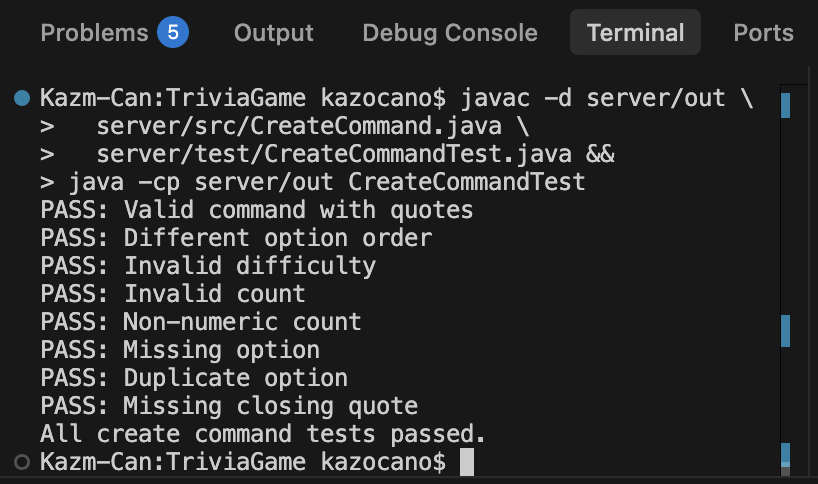 Problems 5 Output Debug Console Terminal Ports
Kazm-Can:TriviaGame kazocano$ javac -d server/out \
>   server/src/CreateCommand.java \
>   server/test/CreateCommandTest.java &&
> java -cp server/out CreateCommandTest
PASS: Valid command with quotes
PASS: Different option order
PASS: Invalid difficulty
PASS: Invalid count
PASS: Non-numeric count
PASS: Missing option
PASS: Duplicate option
PASS: Missing closing quote
All create command tests passed.
Kazm-Can:TriviaGame kazocano$